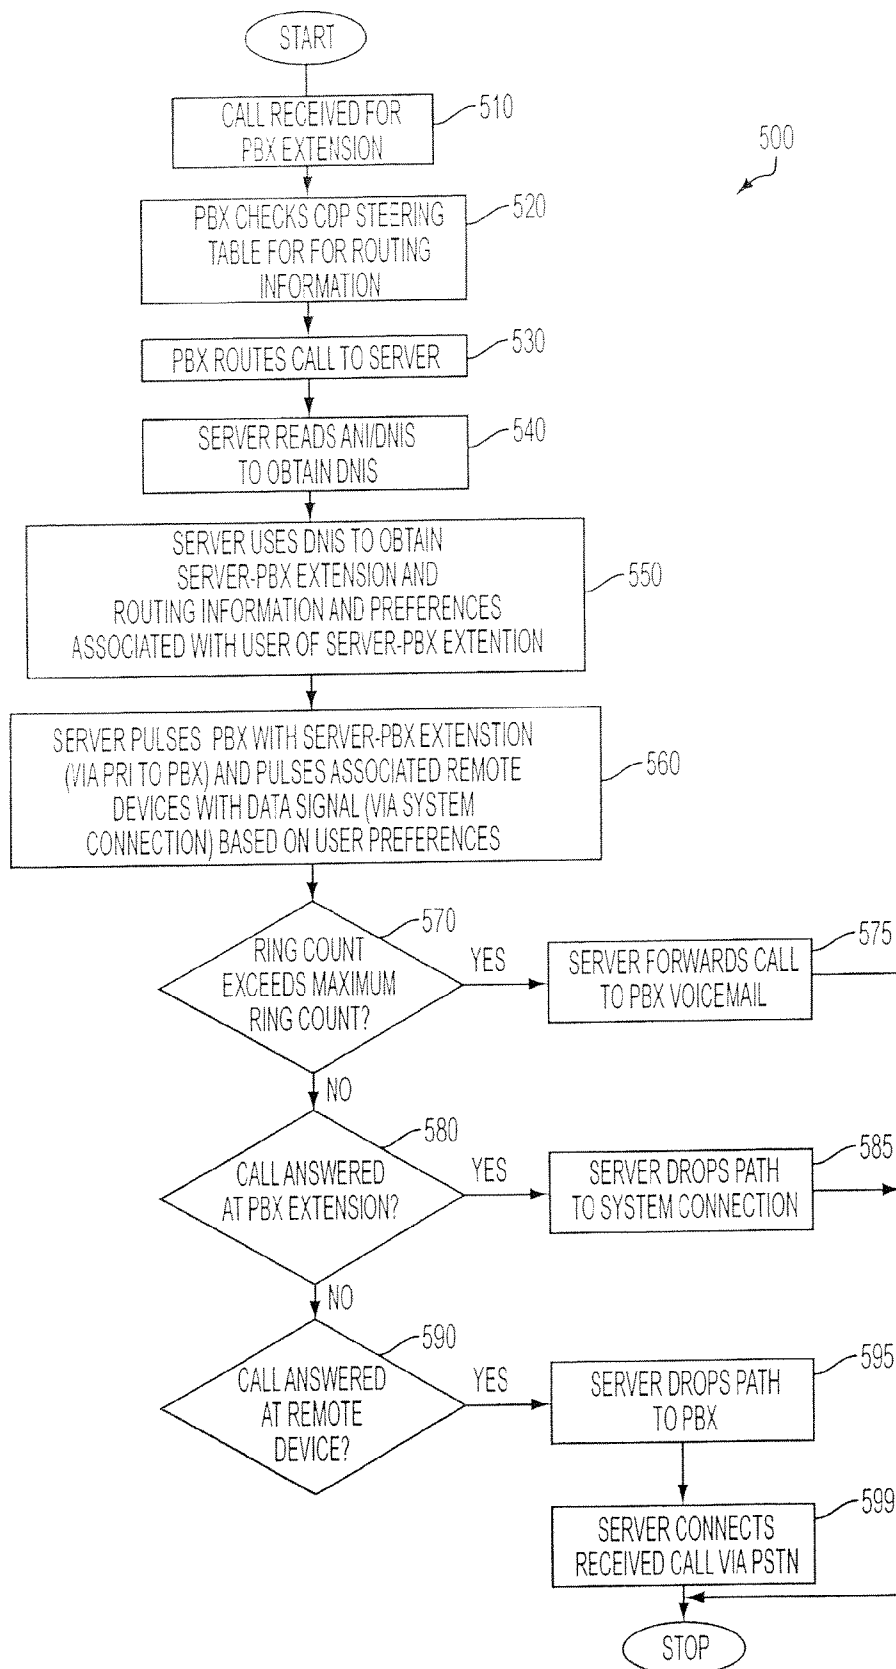 START
CALL RECEIVED FOR
PBX EXTENSION
510
500
PBX CHECKS CDP STEERING
TABLE FOR FOR ROUTING
INFORMATION
520
PBX ROUTES CALL TO SERVER
530
SERVER READS ANI/DNIS
TO OBTAIN DNIS
540
SERVER USES DNIS TO OBTAIN
SERVER-PBX EXTENSION AND
ROUTING INFORMATION AND PREFERENCES
ASSOCIATED WITH USER OF SERVER-PBX EXTENTION
550
SERVER PULSES PBX WITH SERVER-PBX EXTENSTION
(VIA PRI TO PBX) AND PULSES ASSOCIATED REMOTE
DEVICES WITH DATA SIGNAL (VIA SYSTEM
CONNECTION) BASED ON USER PREFERENCES
560
RING COUNT
EXCEEDS MAXIMUM
RING COUNT?
570
YES
SERVER FORWARDS CALL
TO PBX VOICEMAIL
575
NO
CALL ANSWERED
AT PBX EXTENSION?
580
YES
SERVER DROPS PATH
TO SYSTEM CONNECTION
585
NO
CALL ANSWERED
AT REMOTE
DEVICE?
590
YES
SERVER DROPS PATH
TO PBX
595
SERVER CONNECTS
RECEIVED CALL VIA PSTN
599
STOP